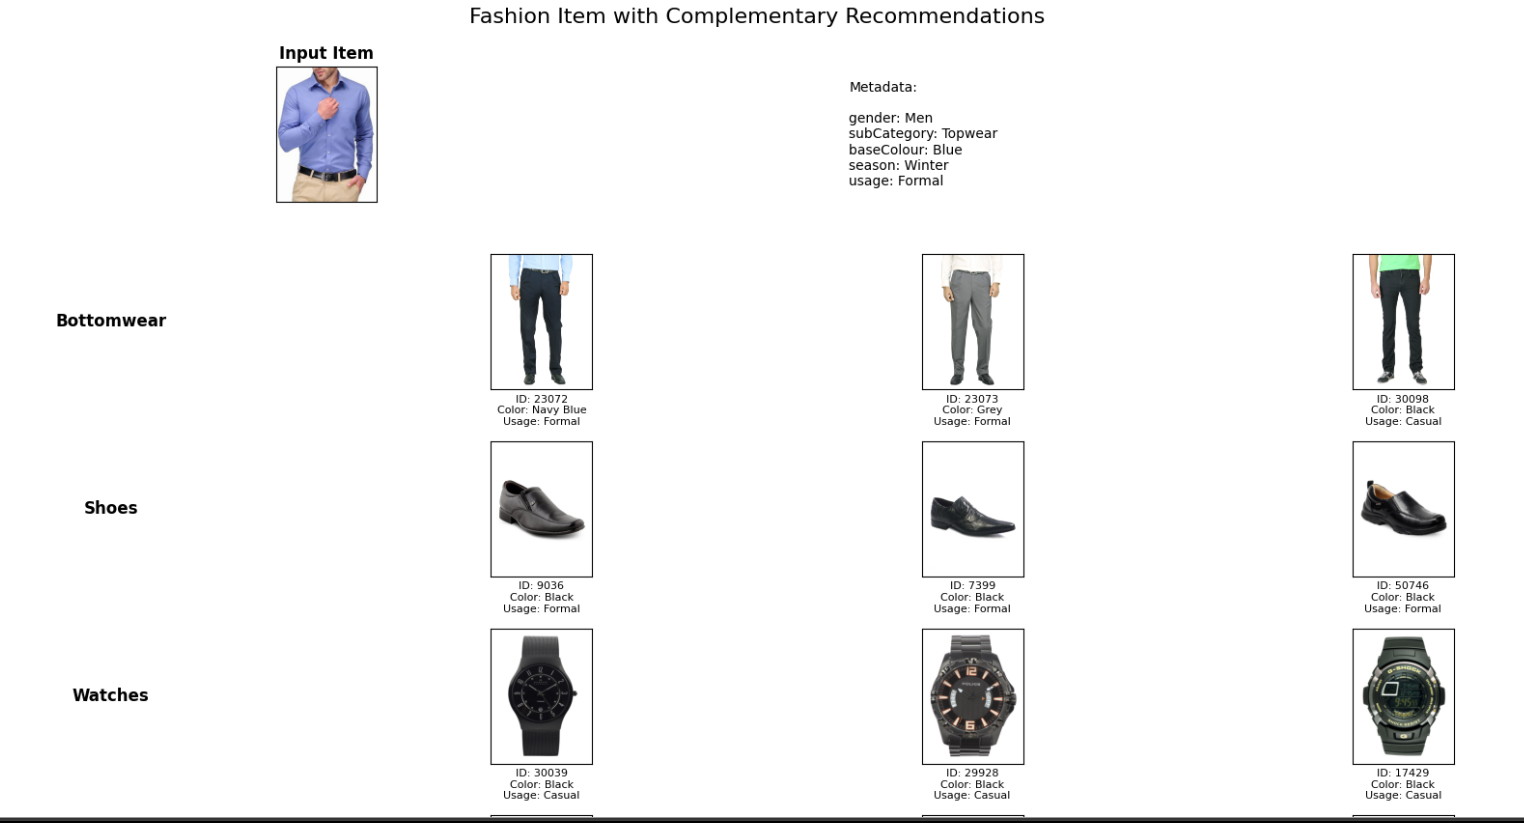 Fashion Item with Complementary Recommendations
Input Item
Metadata:
gender: Men
subCategory: Topwear
baseColour: Blue
season: Winter
usage: Formal
Bottomwear
ID: 23072
Color: Navy Blue
Usage: Formal
ID: 23073
Color: Grey
Usage: Formal
ID: 30098
Color: Black
Usage: Casual
Shoes
ID: 9036
Color: Black
Usage: Formal
ID: 7399
Color: Black
Usage: Formal
ID: 50746
Color: Black
Usage: Formal
Watches
12
POLICE
6
G-SHOCK
ID: 30039
Color: Black
Usage: Casual
ID: 29928
Color: Black
Usage: Casual
ID: 17429
Color: Black
Usage: Casual